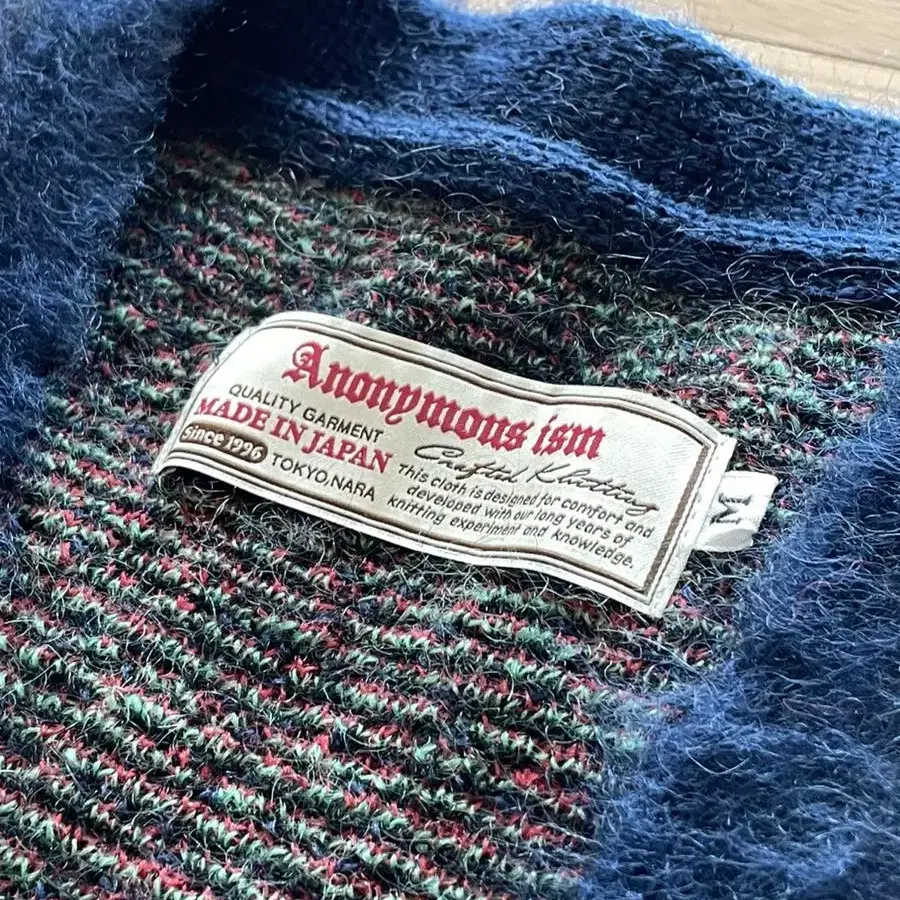 Anonymous ism
QUALITY GARMENT
MADE IN JAPAN
Since 1996
TOKYO, NARA
Crafted Knitting
This cloth is designed for comfort and
developed with our long years of
knitting experiment and knowledge.
M